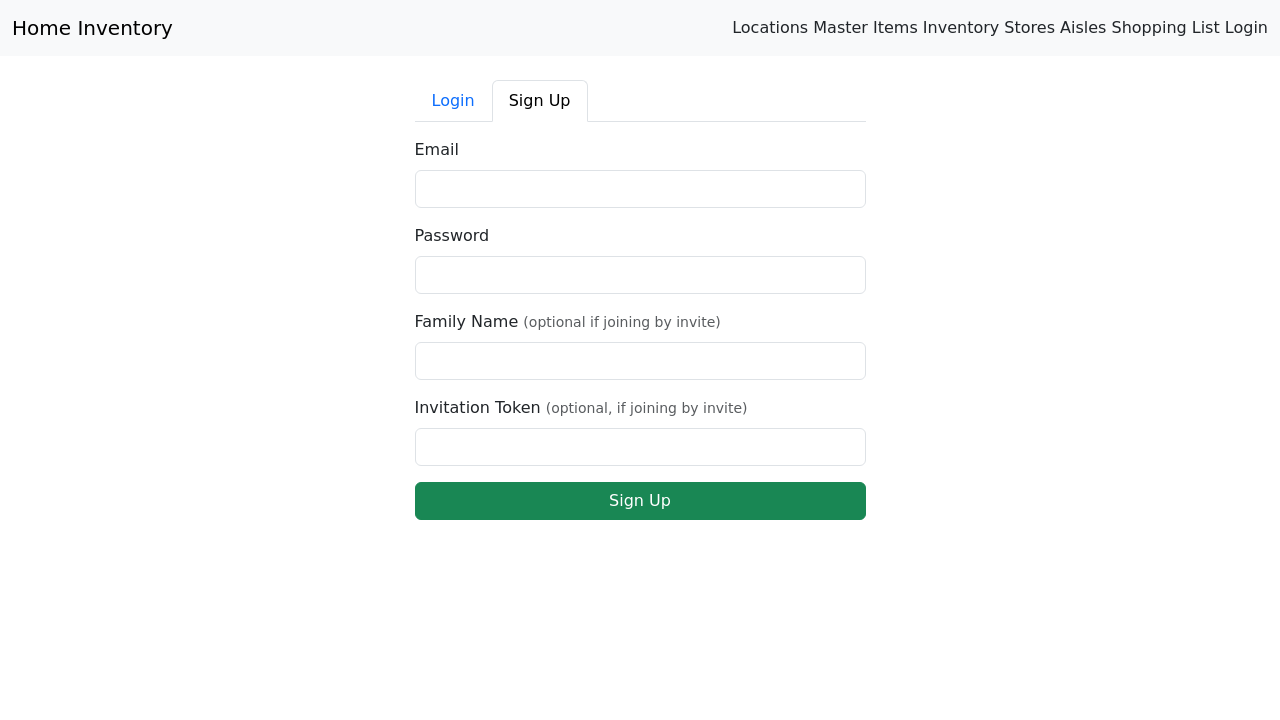 Home Inventory
Locations Master Items Inventory Stores Aisles Shopping List Login
Login
Sign Up
Email
Password
Family Name (optional if joining by invite)
Invitation Token (optional, if joining by invite)
Sign Up